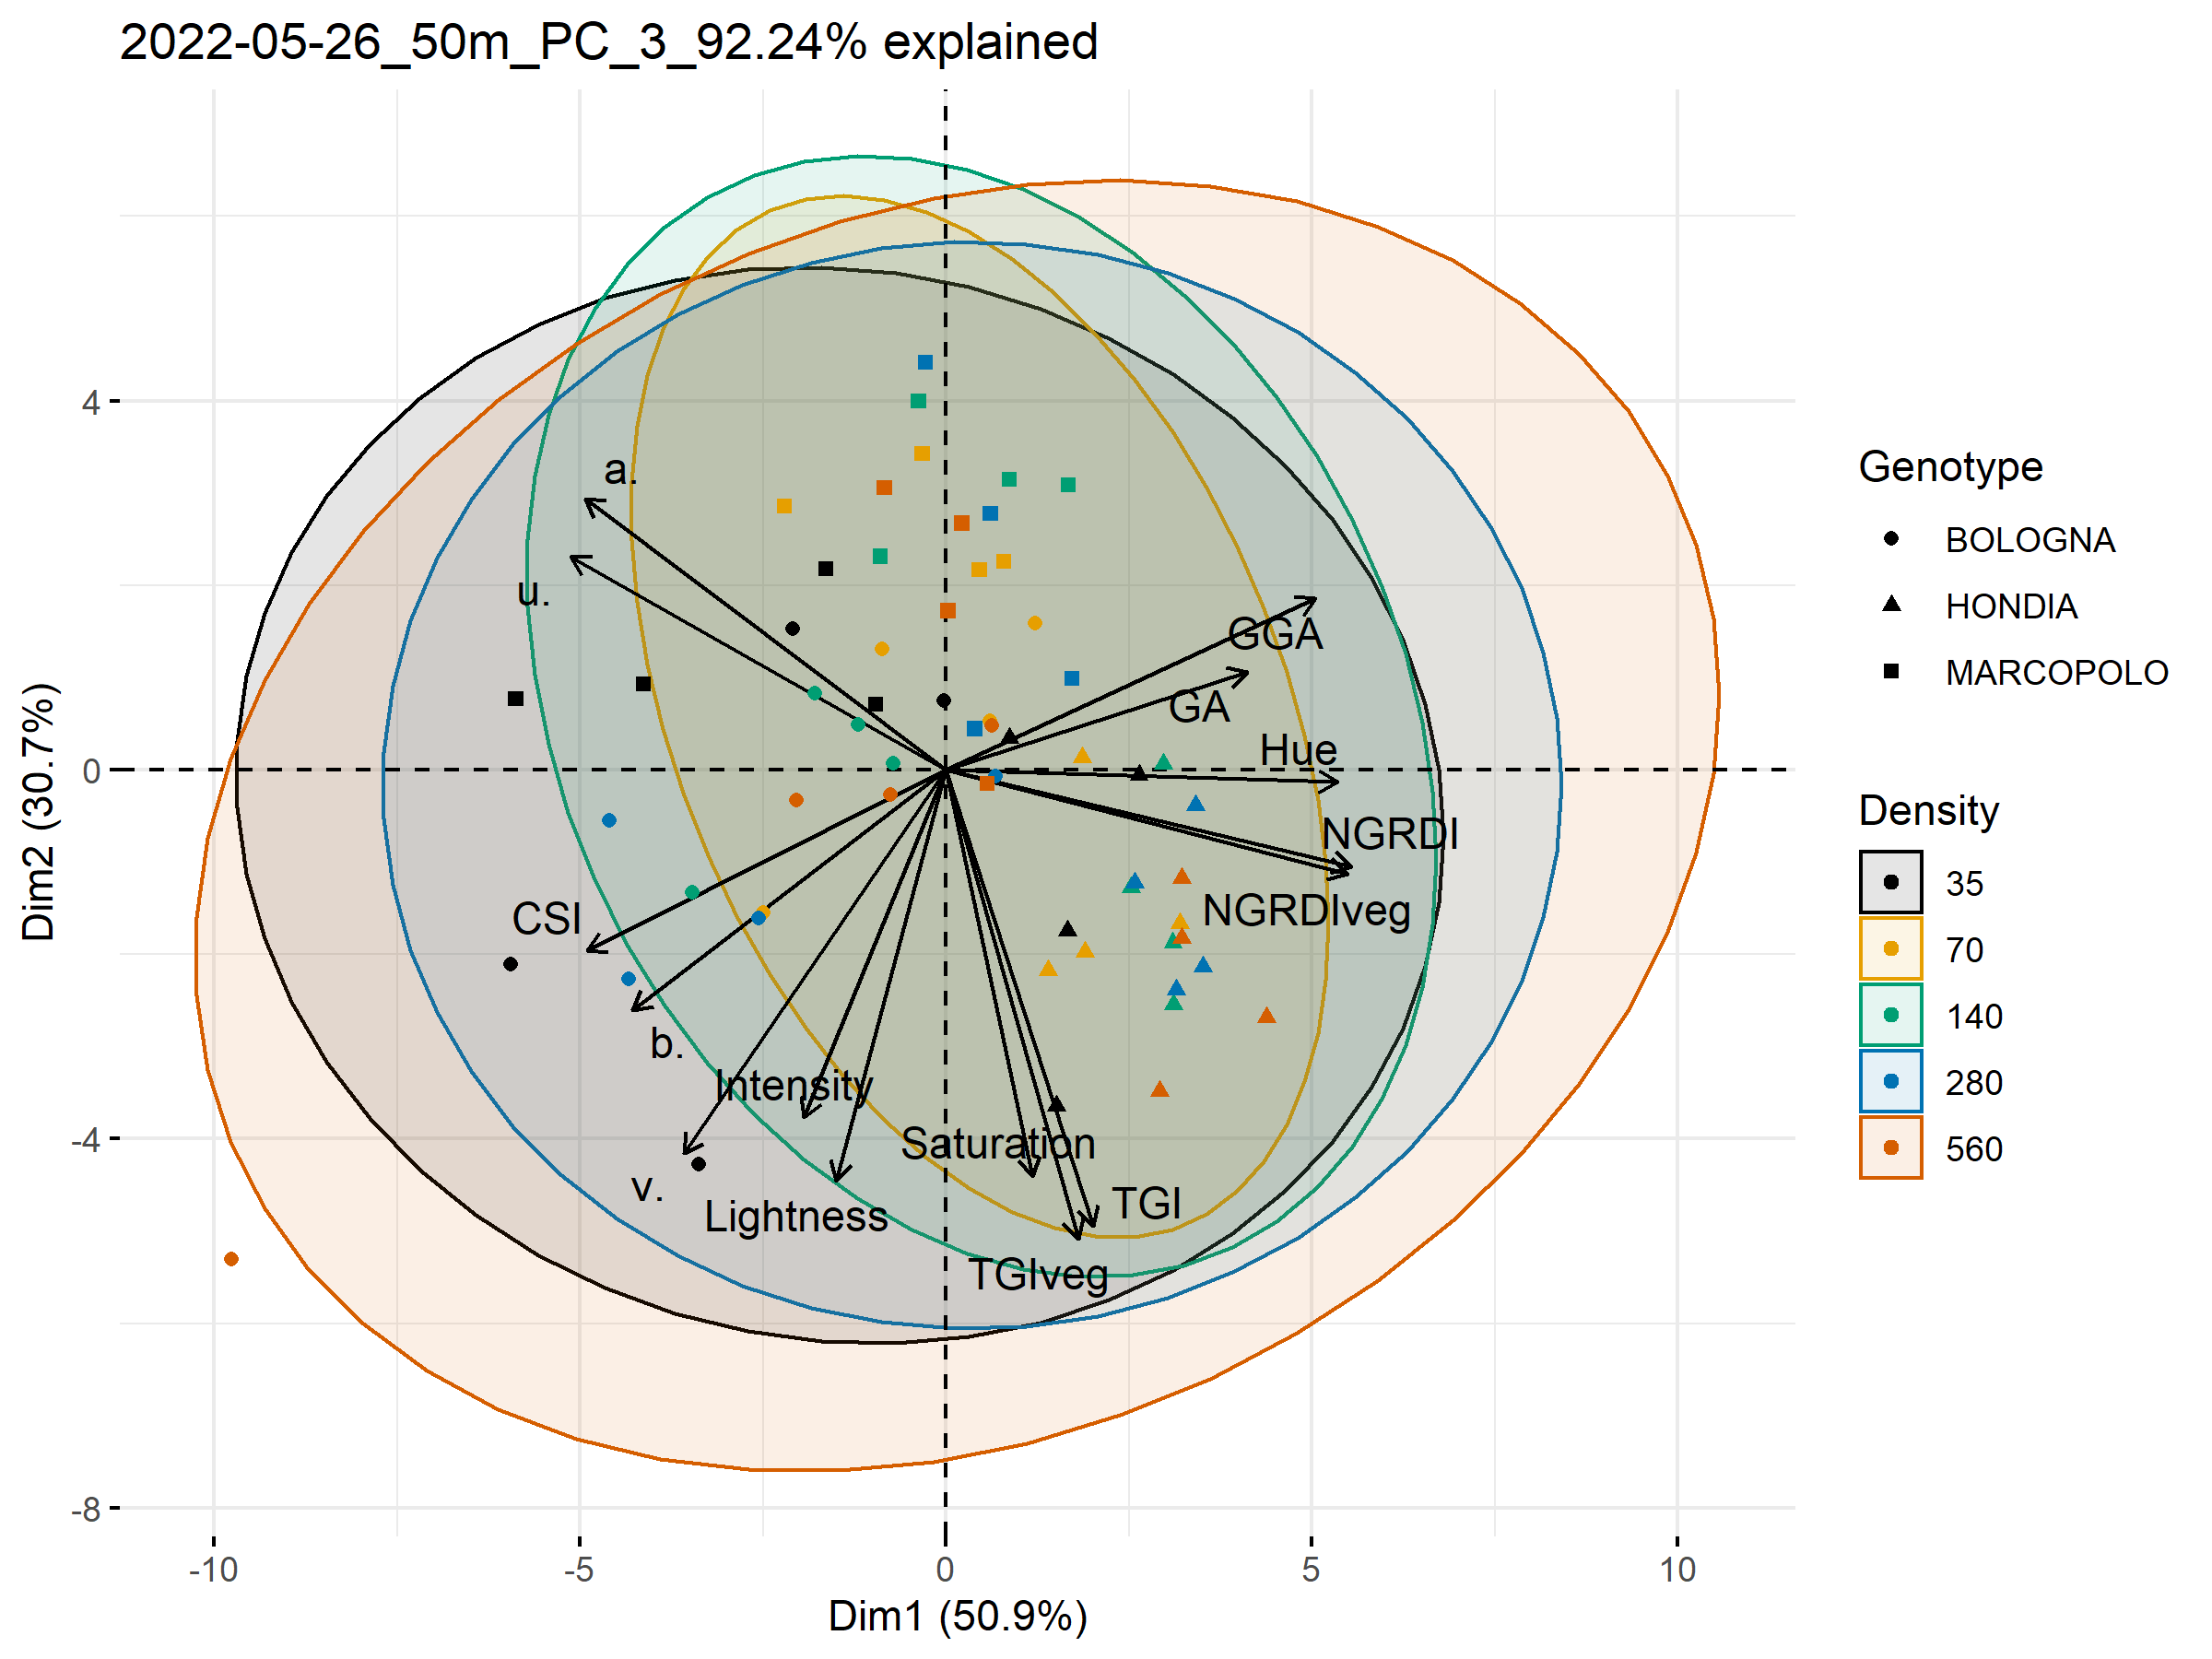 2022-05-26_50m_PC_3_92.24% explained
Dim2 (30.7%)
4
0
-4
-8
a.
u.
GGA
GA
Hue
NGRDI
NGRDIveg
CSI
b.
Intensity
Saturation
v.
Lightness
TGI
TGIveg
-10
-5
0
5
10
Dim1 (50.9%)
Genotype
BOLOGNA
HONDIA
MARCOPOLO
Density
35
70
140
280
560